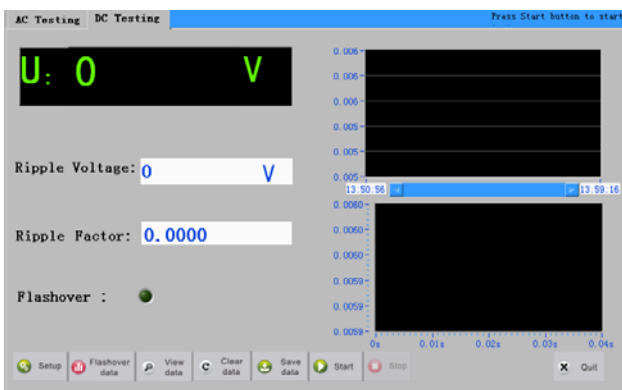 AC Testing DC Testing Press Start button to start
U: 0 V
Ripple Voltage: 0 V
Ripple Factor: 0.0000
Flashover :
0.006
0.006
0.006
0.005
0.005
0.005
13:50:56 13:59:16
0.0060
0.0060
0.0060
0.0059
0.0059
0.0059
0s 0.01s 0.02s 0.03s 0.04s
Setup Flashover data View data Clear data Save data Start Stop Quit